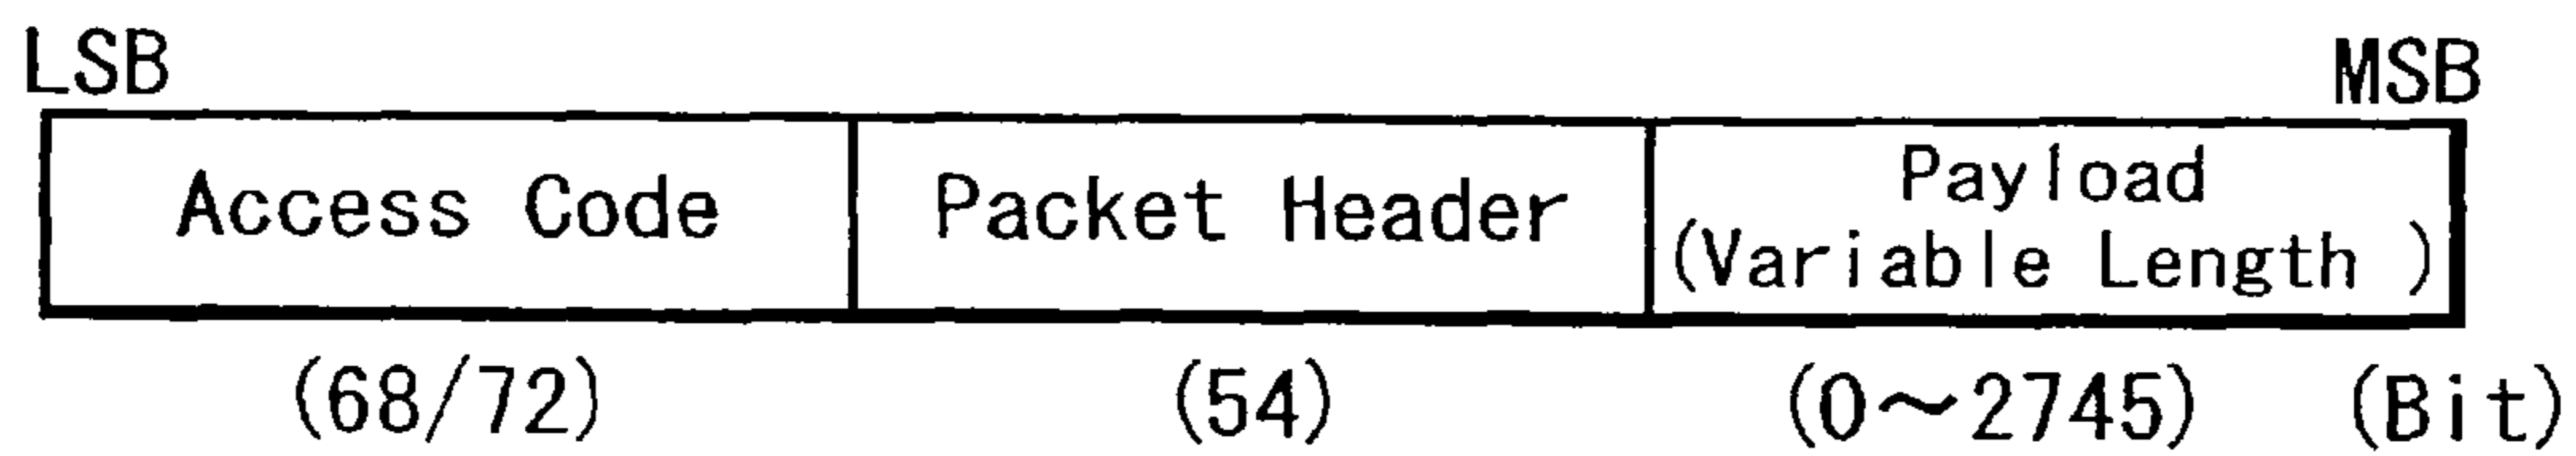 LSB MSB
Access Code Packet Header Payload
(Variable Length )
(68/72) (54) (0〜2745) (Bit)